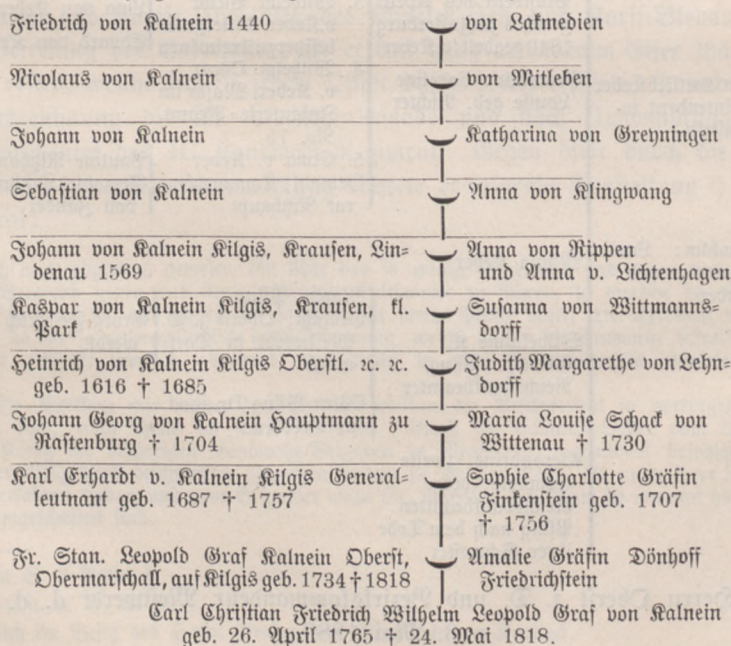 Friedrich von Kalnein 1440 von Lakmedien
Nicolaus von Kalnein von Mitleben
Johann von Kalnein Katharina von Greyningen
Sebastian von Kalnein Anna von Klingwang
Johann von Kalnein Kilgis, Krausen, Lin= Anna von Rippen
denau 1569 und Anna v. Lichtenhagen
Kaspar von Kalnein Kilgis, Krausen, kl. Susanna von Wittmanns=
Park dorff
Heinrich von Kalnein Kilgis Oberstl. ꝛc. ꝛc. Judith Margarethe von Lehn=
geb. 1616 † 1685 dorff
Johann Georg von Kalnein Hauptmann zu Maria Louise Schack von
Rastenburg † 1704 Wittenau † 1730
Karl Erhardt v. Kalnein Kilgis General= Sophie Charlotte Gräfin
leutnant geb. 1687 † 1757 Finkenstein geb. 1707
† 1756
Fr. Stan. Leopold Graf Kalnein Oberst, Amalie Gräfin Dönhoff
Obermarschall, auf Kilgis geb. 1734 † 1818 Friedrichstein
Carl Christian Friedrich Wilhelm Leopold Graf von Kalnein
geb. 26. April 1765 † 24. Mai 1818.